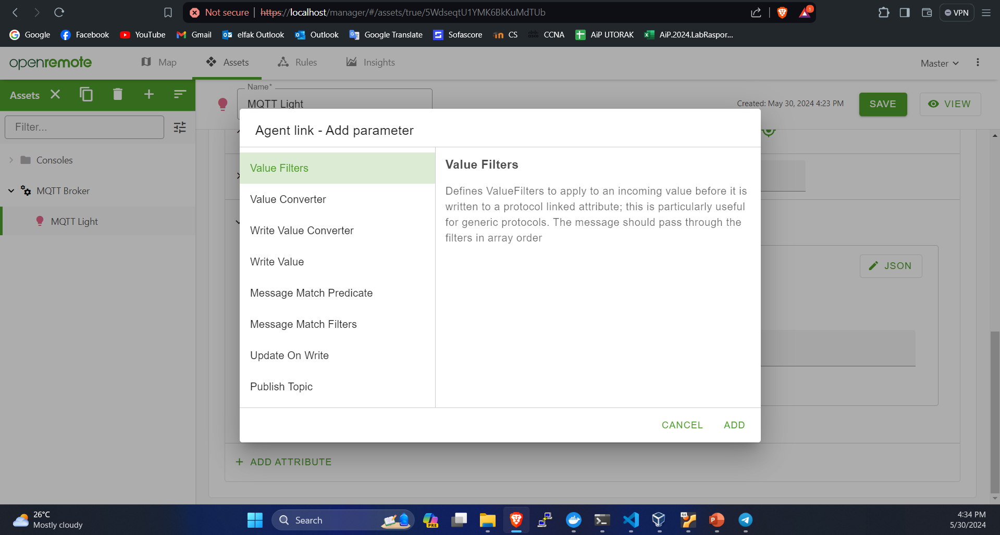 Not secure | https://localhost/manager/#/assets/true/5WdseqtU1YMK6BkKuMdTUb
1
VPN
Google Facebook YouTube Gmail elfak Outlook Outlook Google Translate Sofascore CS CCNA AiP UTORAK AiP.2024.LabRaspor...
openremote Map Assets Rules Insights Master
Assets
Name*
MQTT Light
Created: May 30, 2024 4:23 PM
SAVE
VIEW
Filter...
Consoles
MQTT Broker
MQTT Light
Agent link - Add parameter
Value Filters
Value Converter
Write Value Converter
Write Value
Message Match Predicate
Message Match Filters
Update On Write
Publish Topic
Value Filters
Defines ValueFilters to apply to an incoming value before it is
written to a protocol linked attribute; this is particularly useful
for generic protocols. The message should pass through the
filters in array order
JSON
CANCEL ADD
+ ADD ATTRIBUTE
26°C
Mostly cloudy
Search
PRE
64
P
4:34 PM
5/30/2024